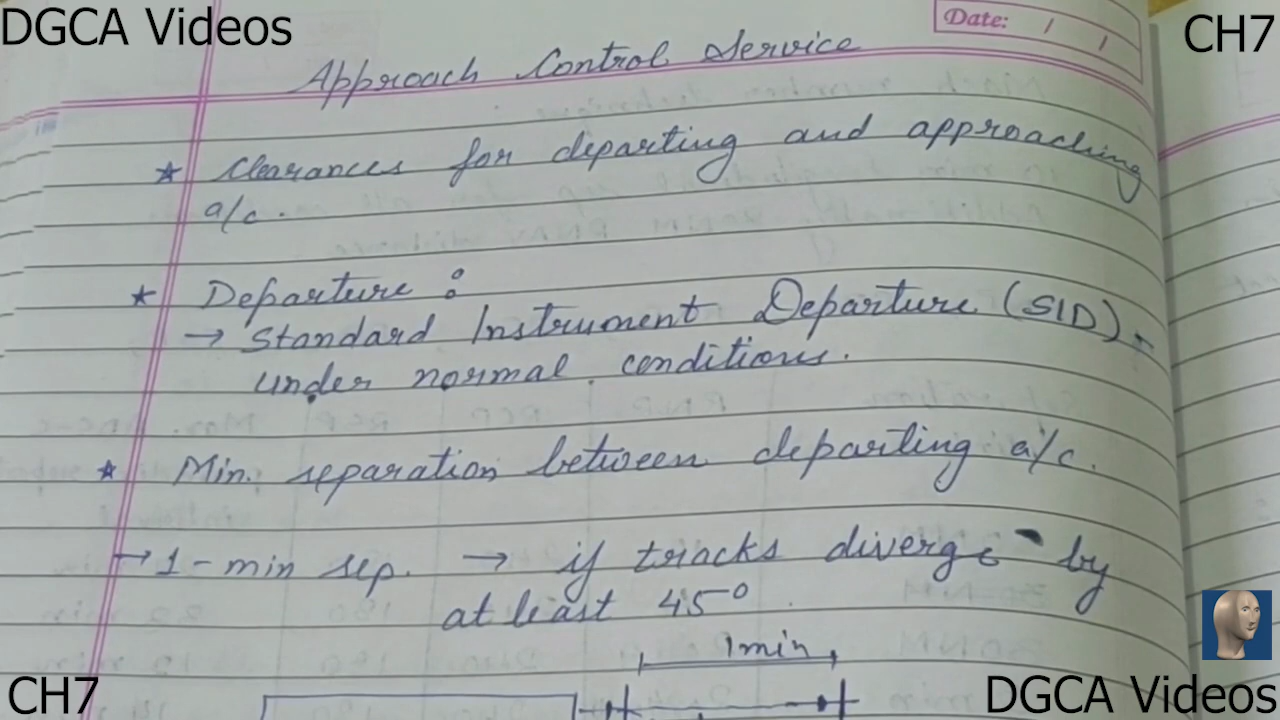 DGCA Videos
CH7
Date: / /
Approach Control Service
★ Clearances for departing and approaching
a/c.
★ Departure :
→ Standard Instrument Departure (SID) -
under normal conditions.
★ Min. separation between departing a/c.
→ 1-min sep. → if tracks diverge by
at least 45°
1min
CH7
DGCA Videos